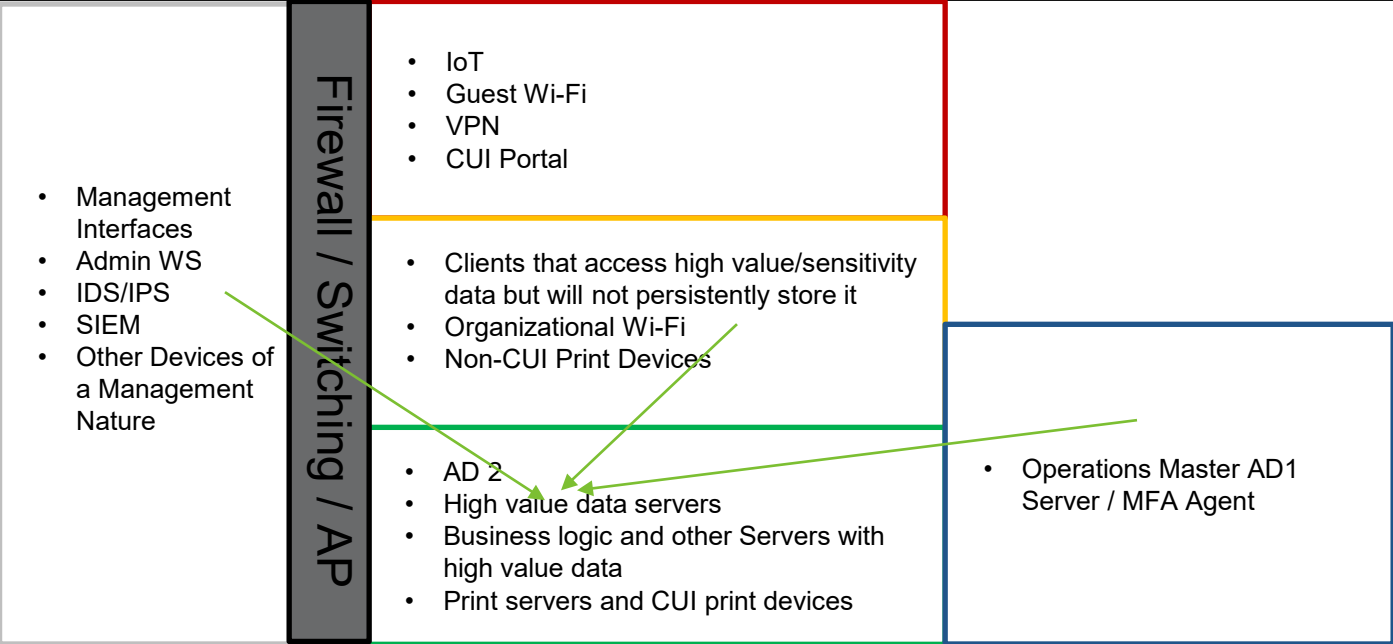 • Management
Interfaces
• Admin WS
• IDS/IPS
• SIEM
• Other Devices of
a Management
Nature
Firewall / Switching / AP
• IoT
• Guest Wi-Fi
• VPN
• CUI Portal
• Clients that access high value/sensitivity
data but will not persistently store it
• Organizational Wi-Fi
• Non-CUI Print Devices
• AD 2
• High value data servers
• Business logic and other Servers with
high value data
• Print servers and CUI print devices
• Operations Master AD1
Server / MFA Agent